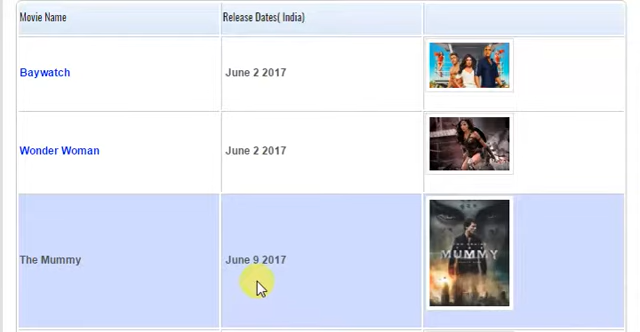 Movie Name Release Dates( India)
Baywatch June 2 2017
Wonder Woman June 2 2017
The Mummy June 9 2017
MUMMY